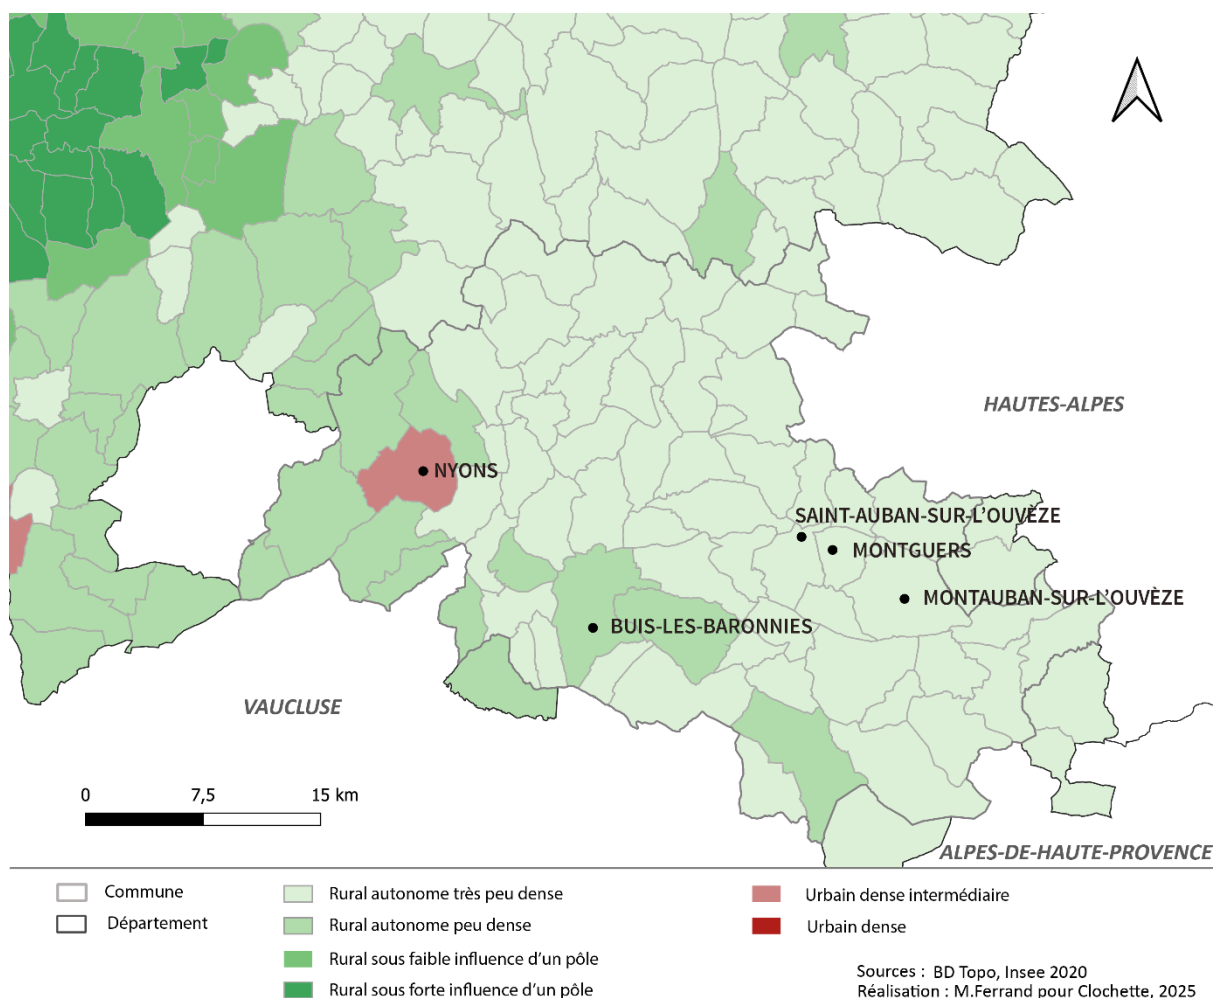 HAUTES-ALPES
NYONS
SAINT-AUBAN-SUR-L'OUVÈZE
MONTGUERS
MONTAUBAN-SUR-L'OUVÈZE
BUIS-LES-BARONNIES
VAUCLUSE
0 7,5 15 km
ALPES-DE-HAUTE-PROVENCE
Commune
Département
Rural autonome très peu dense
Rural autonome peu dense
Rural sous faible influence d'un pôle
Rural sous forte influence d'un pôle
Urbain dense intermédiaire
Urbain dense
Sources : BD Topo, Insee 2020
Réalisation : M.Ferrand pour Clochette, 2025